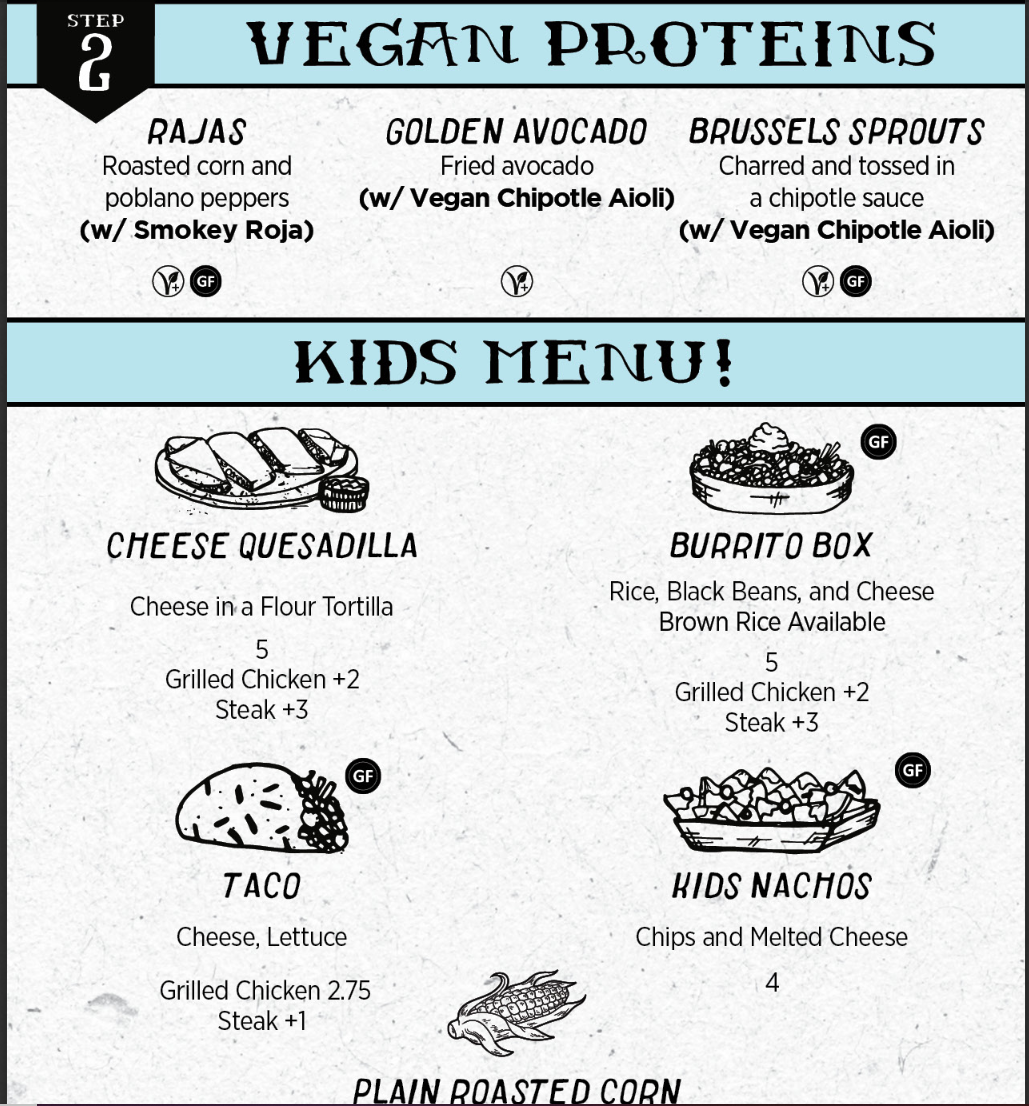 STEP
2
VEGAN PROTEINS
RAJAS
Roasted corn and
poblano peppers
(w/ Smokey Roja)
V+ GF
GOLDEN AVOCADO
Fried avocado
(w/ Vegan Chipotle Aioli)
V+
BRUSSELS SPROUTS
Charred and tossed in
a chipotle sauce
(w/ Vegan Chipotle Aioli)
V+ GF
KIDS MENU!
CHEESE QUESADILLA
Cheese in a Flour Tortilla
5
Grilled Chicken +2
Steak +3
GF
BURRITO BOX
Rice, Black Beans, and Cheese
Brown Rice Available
5
Grilled Chicken +2
Steak +3
GF
TACO
Cheese, Lettuce
Grilled Chicken 2.75
Steak +1
GF
KIDS NACHOS
Chips and Melted Cheese
4
PLAIN ROASTED CORN